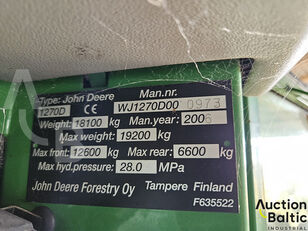 Type: John Deere Man.nr.
1270D CE WJ1270D00 0973
Weight: 18100 kg Man.year: 2006
Max weight: 19200 kg
Max front: 12600 kg Max rear: 6600 kg
Max hyd.pressure: 28.0 MPa
John Deere Forestry Oy Tampere Finland
F635522
Auction
Baltic
INDUSTRIAL